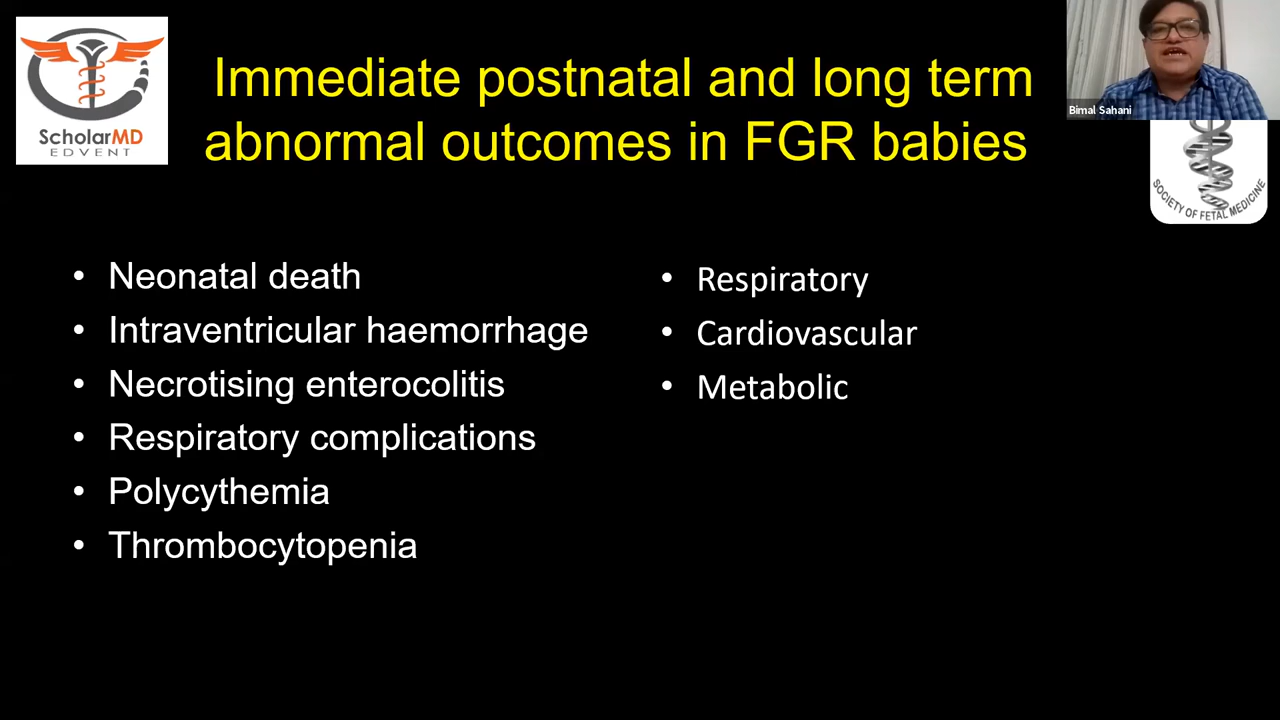 ScholarMD
EDVENT
Immediate postnatal and long term
abnormal outcomes in FGR babies
Bimal Sahani
SOCIETY OF FETAL MEDICINE
• Neonatal death
• Intraventricular haemorrhage
• Necrotising enterocolitis
• Respiratory complications
• Polycythemia
• Thrombocytopenia
• Respiratory
• Cardiovascular
• Metabolic